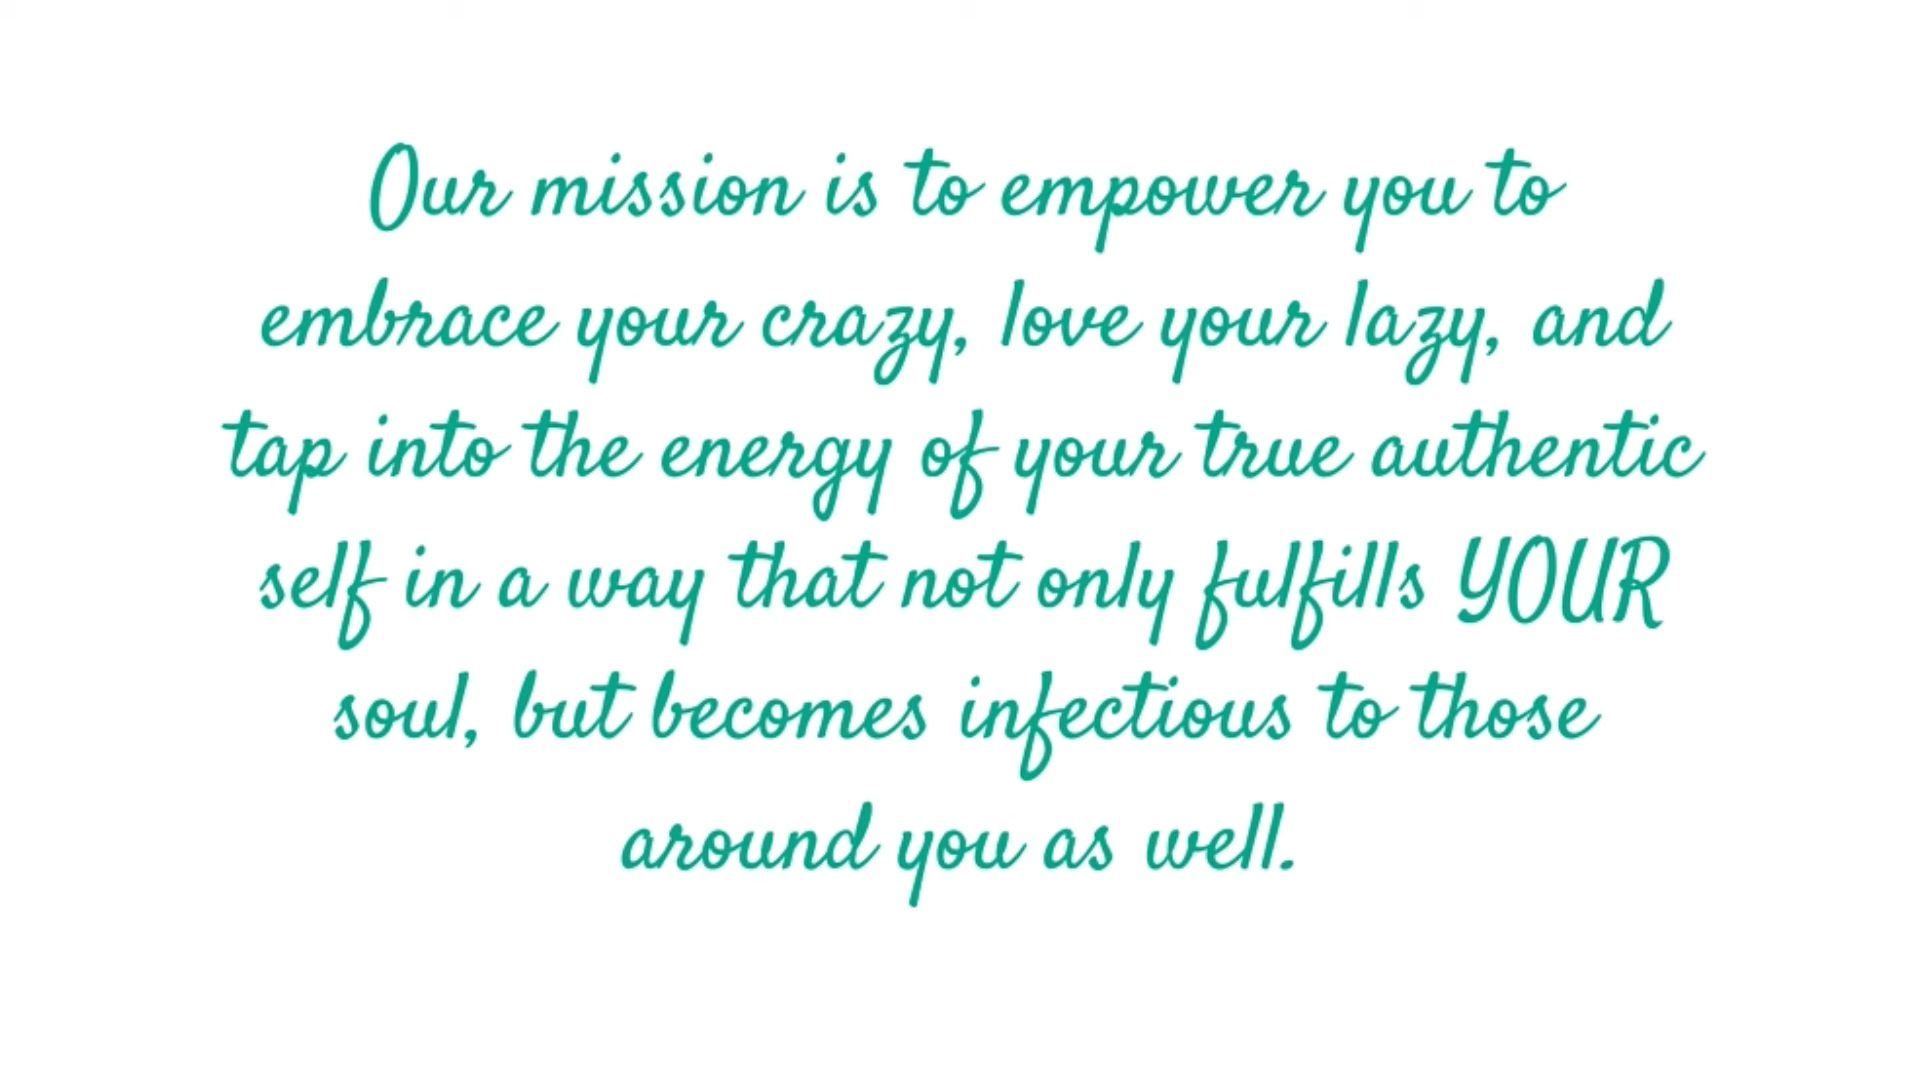 Our mission is to empower you to
embrace your crazy, love your lazy, and
tap into the energy of your true authentic
self in a way that not only fulfills YOUR
soul, but becomes infectious to those
around you as well.